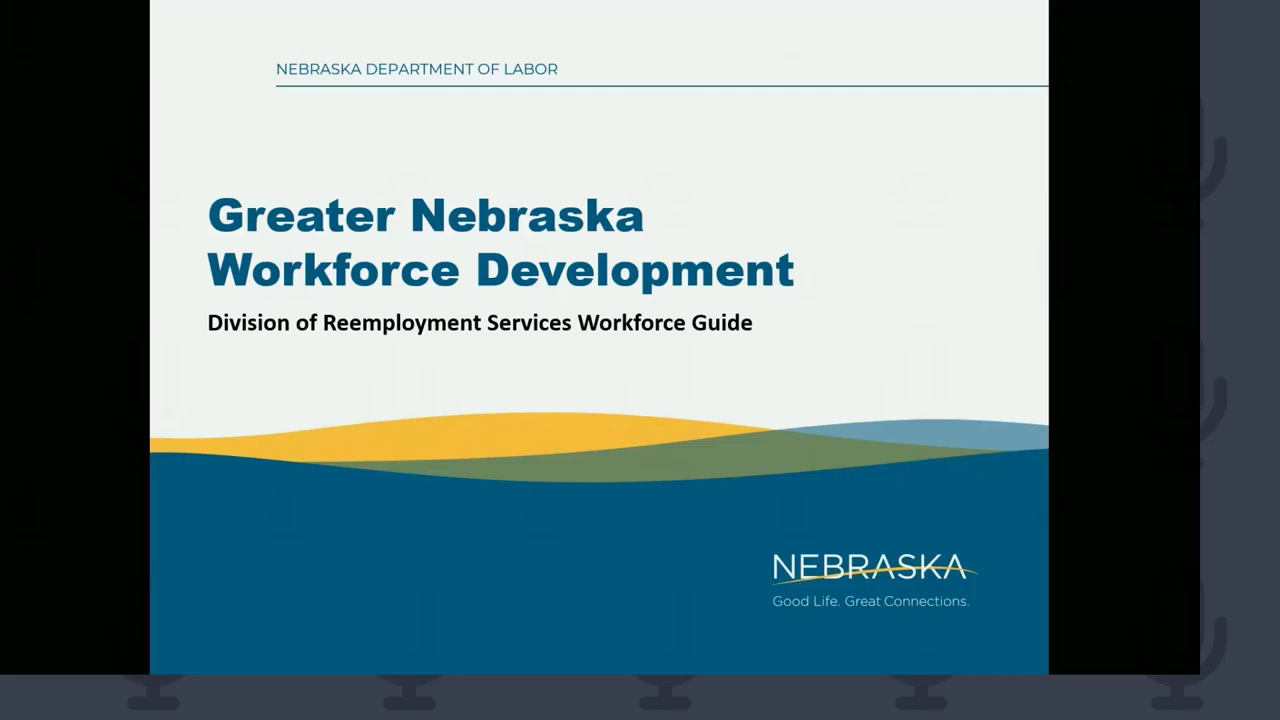 NEBRASKA DEPARTMENT OF LABOR
Greater Nebraska
Workforce Development
Division of Reemployment Services Workforce Guide
NEBRASKA
Good Life. Great Connections.